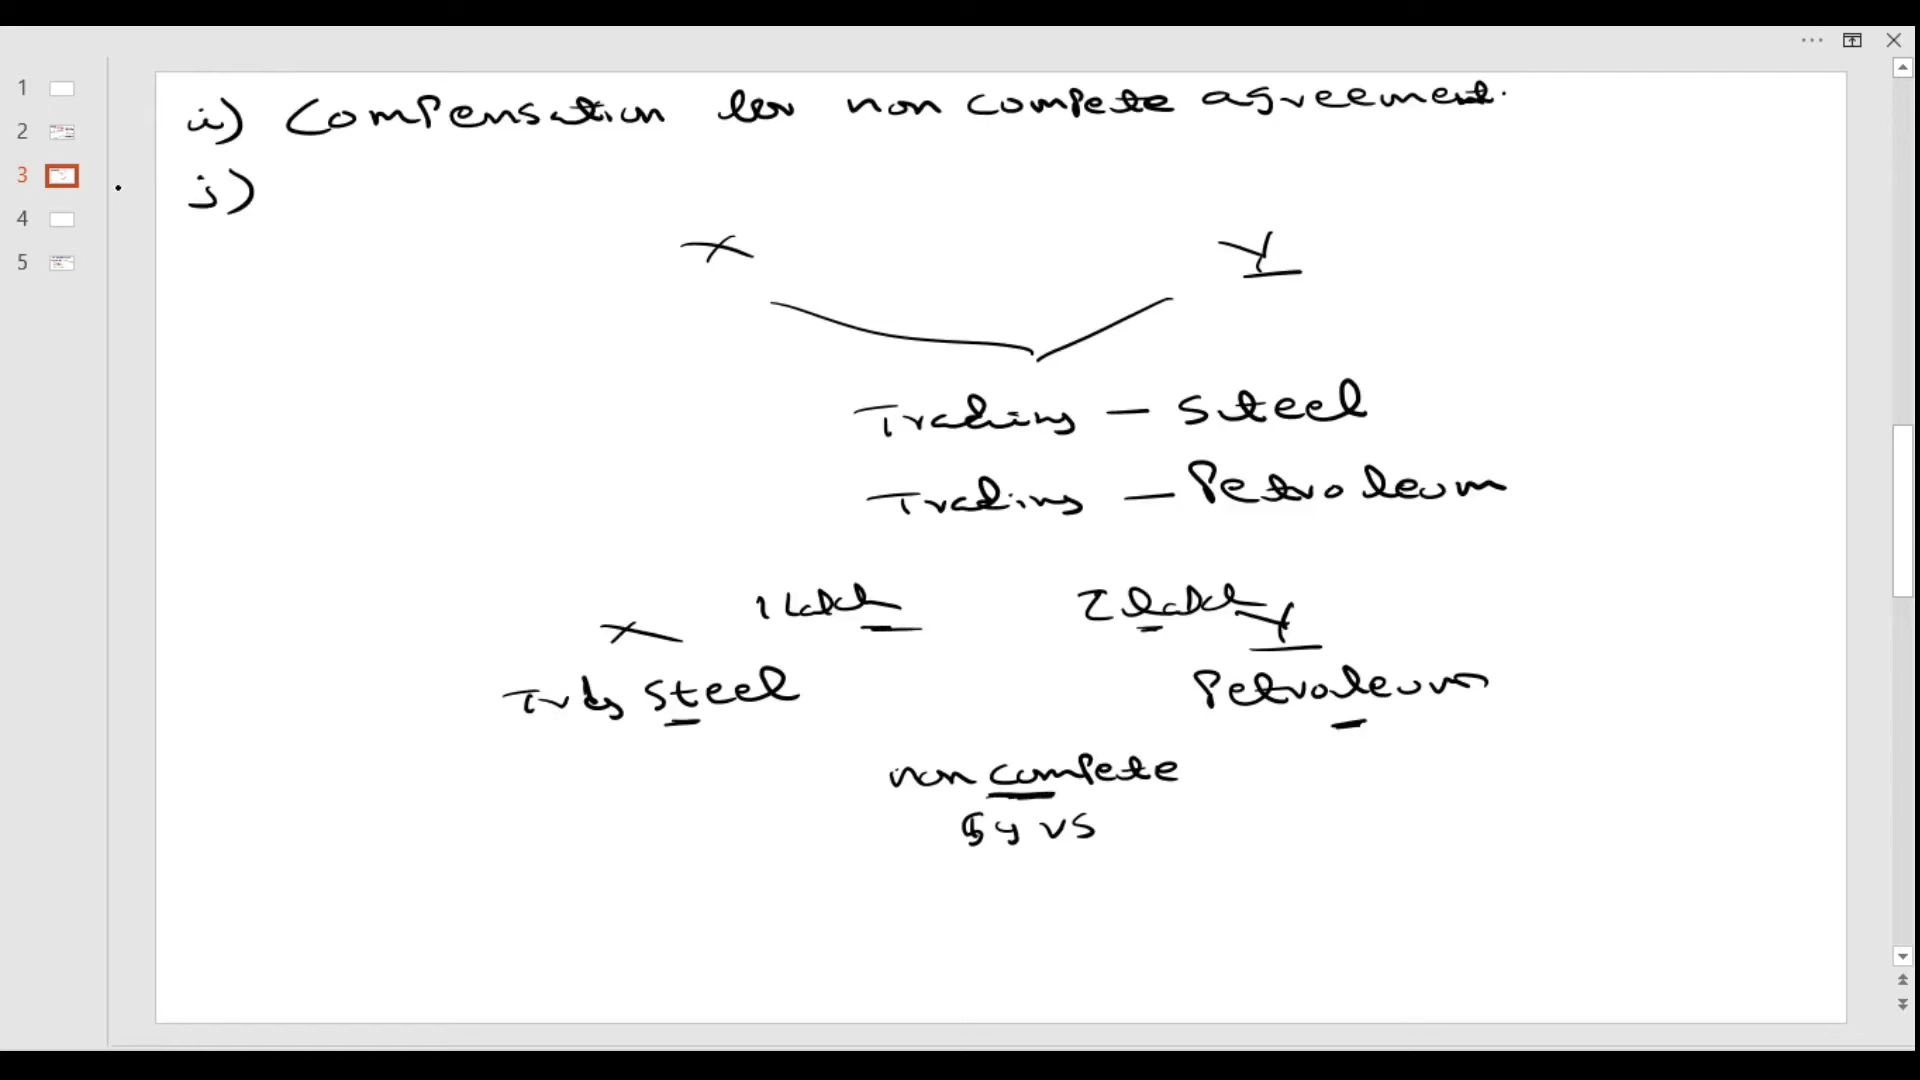 1
2
3
4
5
ii) Compensation for non compete agreement.
j)
X Y
Trading - Steel
Trading - Petroleum
1 Lakh 2 Lakh
X Y
Trdg Steel Petroleum
non compete
5 yrs